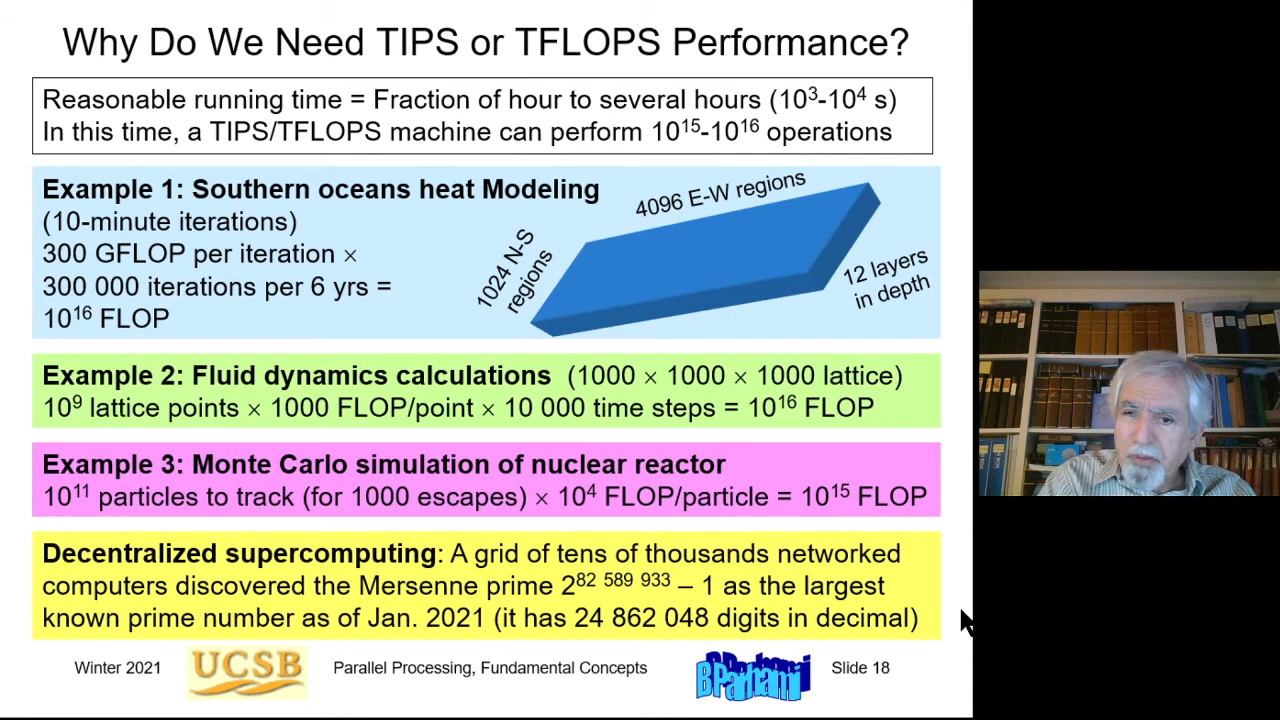 Why Do We Need TIPS or TFLOPS Performance?
Reasonable running time = Fraction of hour to several hours (10³-10⁴ s)
In this time, a TIPS/TFLOPS machine can perform 10¹⁵-10¹⁶ operations
Example 1: Southern oceans heat Modeling
(10-minute iterations)
300 GFLOP per iteration ×
300 000 iterations per 6 yrs =
10¹⁶ FLOP
4096 E-W regions
1024 N-S
regions
12 layers
in depth
Example 2: Fluid dynamics calculations (1000 × 1000 × 1000 lattice)
10⁹ lattice points × 1000 FLOP/point × 10 000 time steps = 10¹⁶ FLOP
Example 3: Monte Carlo simulation of nuclear reactor
10¹¹ particles to track (for 1000 escapes) × 10⁴ FLOP/particle = 10¹⁵ FLOP
Decentralized supercomputing: A grid of tens of thousands networked
computers discovered the Mersenne prime 2⁸² ⁵⁸⁹ ⁹³³ – 1 as the largest
known prime number as of Jan. 2021 (it has 24 862 048 digits in decimal)
Winter 2021
UCSB
Parallel Processing, Fundamental Concepts
BParhami
Slide 18